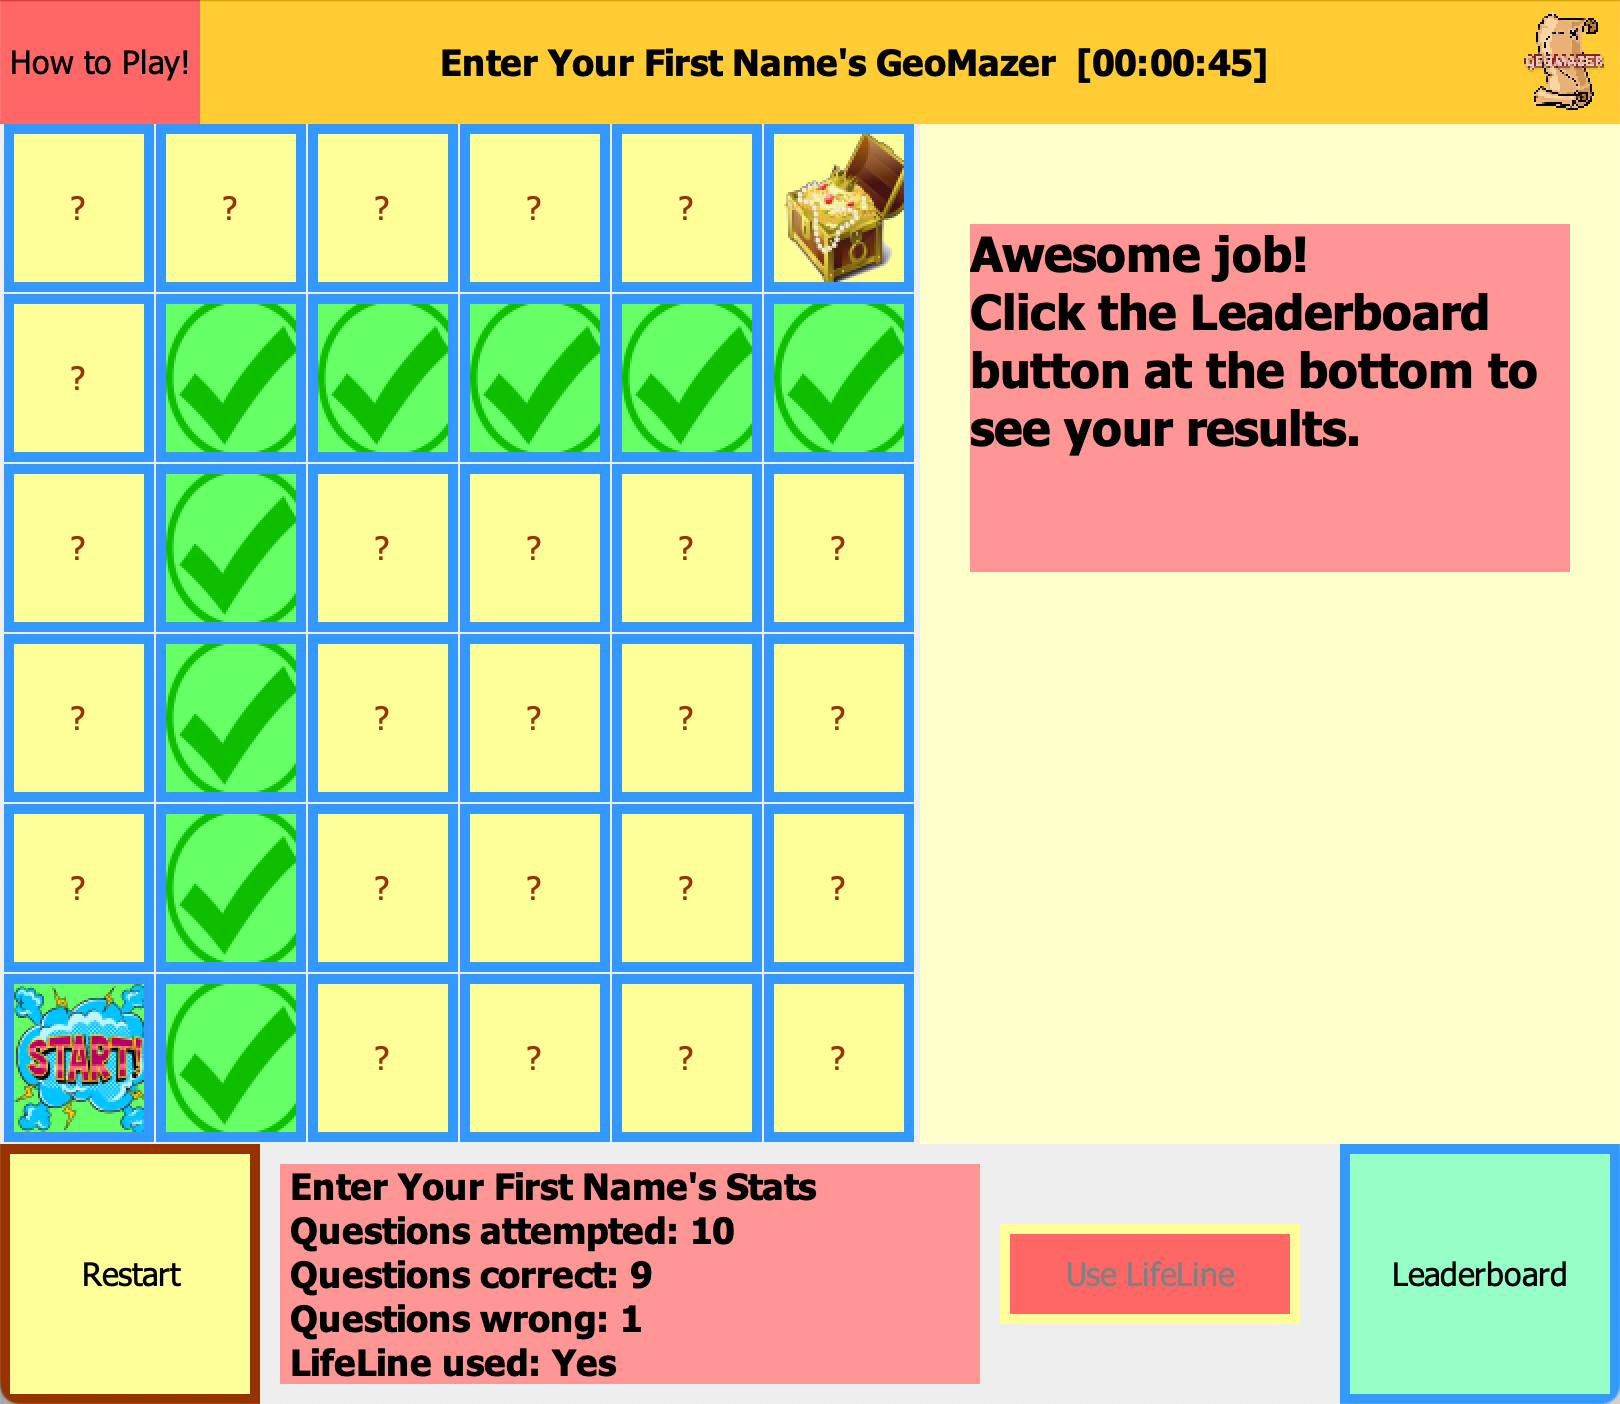 How to Play!
Enter Your First Name's GeoMazer [00:00:45]
GEOMAZER
? ? ? ? ?
Awesome job!
Click the Leaderboard
button at the bottom to
see your results.
?
? ? ? ? ?
? ? ? ? ?
? ? ? ? ?
START!
? ? ? ?
Restart
Enter Your First Name's Stats
Questions attempted: 10
Questions correct: 9
Questions wrong: 1
LifeLine used: Yes
Use LifeLine
Leaderboard